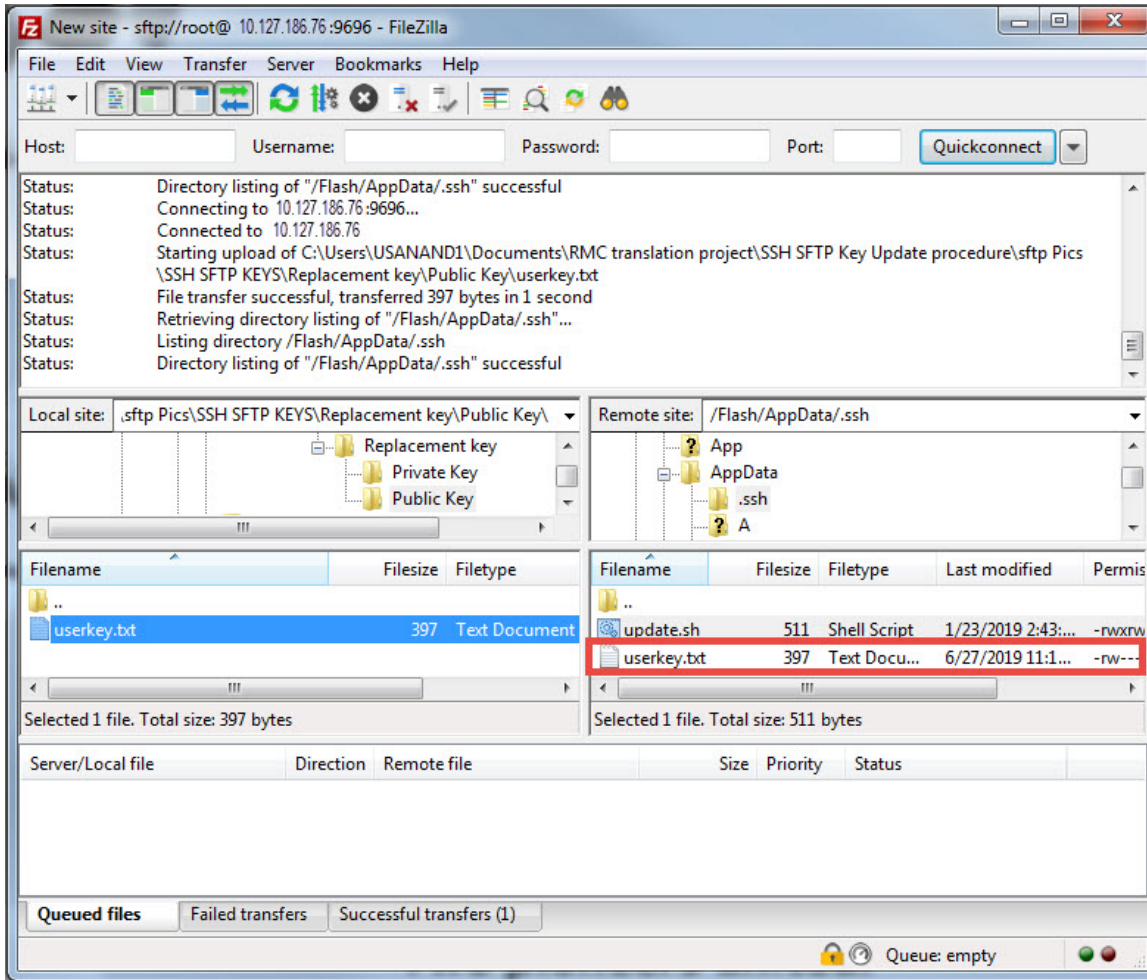 New site - sftp://root@ 10.127.186.76:9696 - FileZilla
File Edit View Transfer Server Bookmarks Help
Host: Username: Password: Port: Quickconnect
Status: Directory listing of "/Flash/AppData/.ssh" successful
Status: Connecting to 10.127.186.76:9696...
Status: Connected to 10.127.186.76
Status: Starting upload of C:\Users\USANAND1\Documents\RMC translation project\SSH SFTP Key Update procedure\sftp Pics
\SSH SFTP KEYS\Replacement key\Public Key\userkey.txt
Status: File transfer successful, transferred 397 bytes in 1 second
Status: Retrieving directory listing of "/Flash/AppData/.ssh"...
Status: Listing directory /Flash/AppData/.ssh
Status: Directory listing of "/Flash/AppData/.ssh" successful
Local site: \sftp Pics\SSH SFTP KEYS\Replacement key\Public Key\
Replacement key
Private Key
Public Key
Remote site: /Flash/AppData/.ssh
? App
AppData
.ssh
? A
Filename Filesize Filetype
..
userkey.txt 397 Text Document
Selected 1 file. Total size: 397 bytes
Filename Filesize Filetype Last modified Permis
..
update.sh 511 Shell Script 1/23/2019 2:43:... -rwxrw
userkey.txt 397 Text Docu... 6/27/2019 11:1... -rw---
Selected 1 file. Total size: 511 bytes
Server/Local file Direction Remote file Size Priority Status
Queued files Failed transfers Successful transfers (1)
Queue: empty